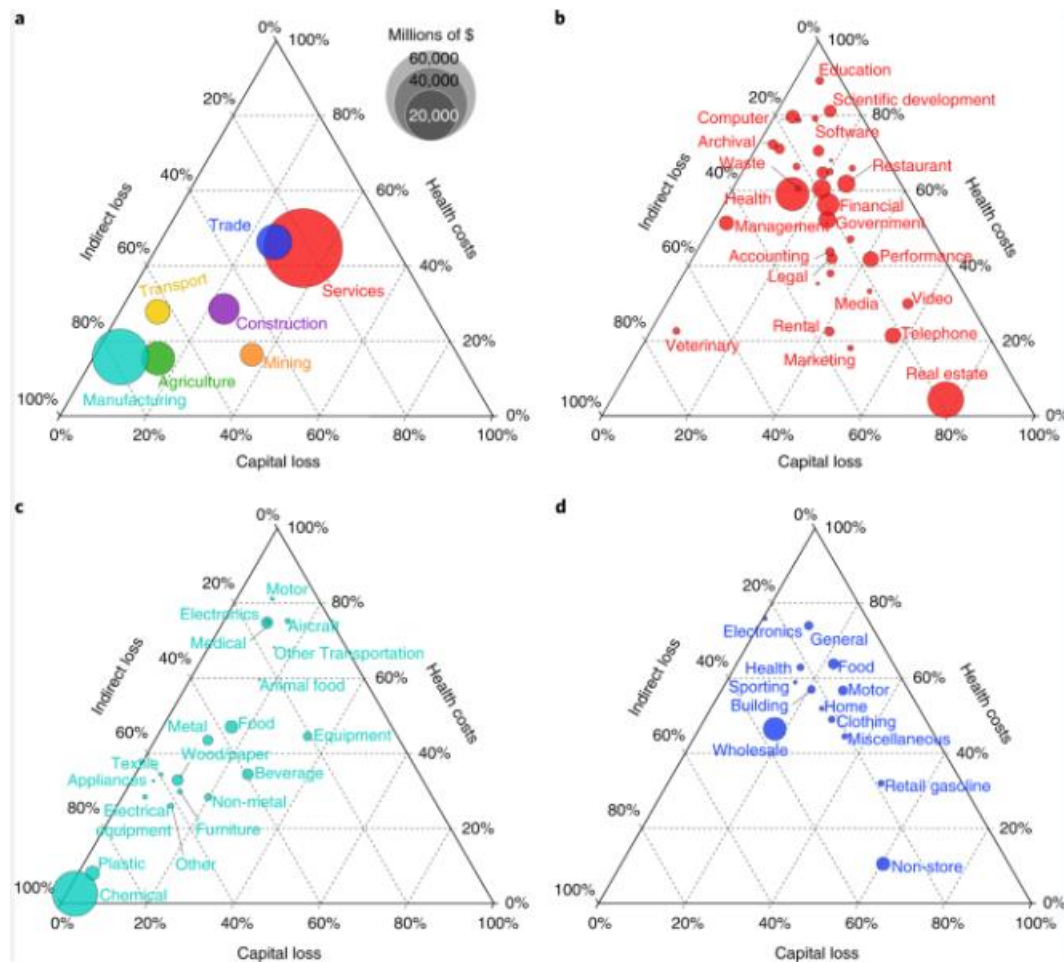 a
Millions of $
60,000
40,000
20,000
0%
100%
20%
80%
40%
60%
60%
40%
80%
20%
100%
0%
0%
20%
40%
60%
80%
100%
Indirect loss
Health costs
Capital loss
Trade
Services
Transport
Construction
Mining
Agriculture
Manufacturing
b
0%
100%
20%
80%
40%
60%
60%
40%
80%
20%
100%
0%
0%
20%
40%
60%
80%
100%
Indirect loss
Health costs
Capital loss
Education
Scientific development
Computer
Software
Archival
Waste
Restaurant
Health
Financial
Management
Government
Accounting
Performance
Legal
Media
Video
Rental
Telephone
Veterinary
Marketing
Real estate
c
0%
100%
20%
80%
40%
60%
60%
40%
80%
20%
100%
0%
0%
20%
40%
60%
80%
100%
Indirect loss
Health costs
Capital loss
Motor
Electronics
Aircraft
Medical
Other Transportation
Animal food
Metal
Food
Equipment
Wood/paper
Textile
Appliances
Beverage
Electrical
equipment
Non-metal
Furniture
Other
Plastic
Chemical
d
0%
100%
20%
80%
40%
60%
60%
40%
80%
20%
100%
0%
0%
20%
40%
60%
80%
100%
Indirect loss
Health costs
Capital loss
Electronics
General
Health
Food
Sporting
Motor
Building
Home
Clothing
Wholesale
Miscellaneous
Retail gasoline
Non-store